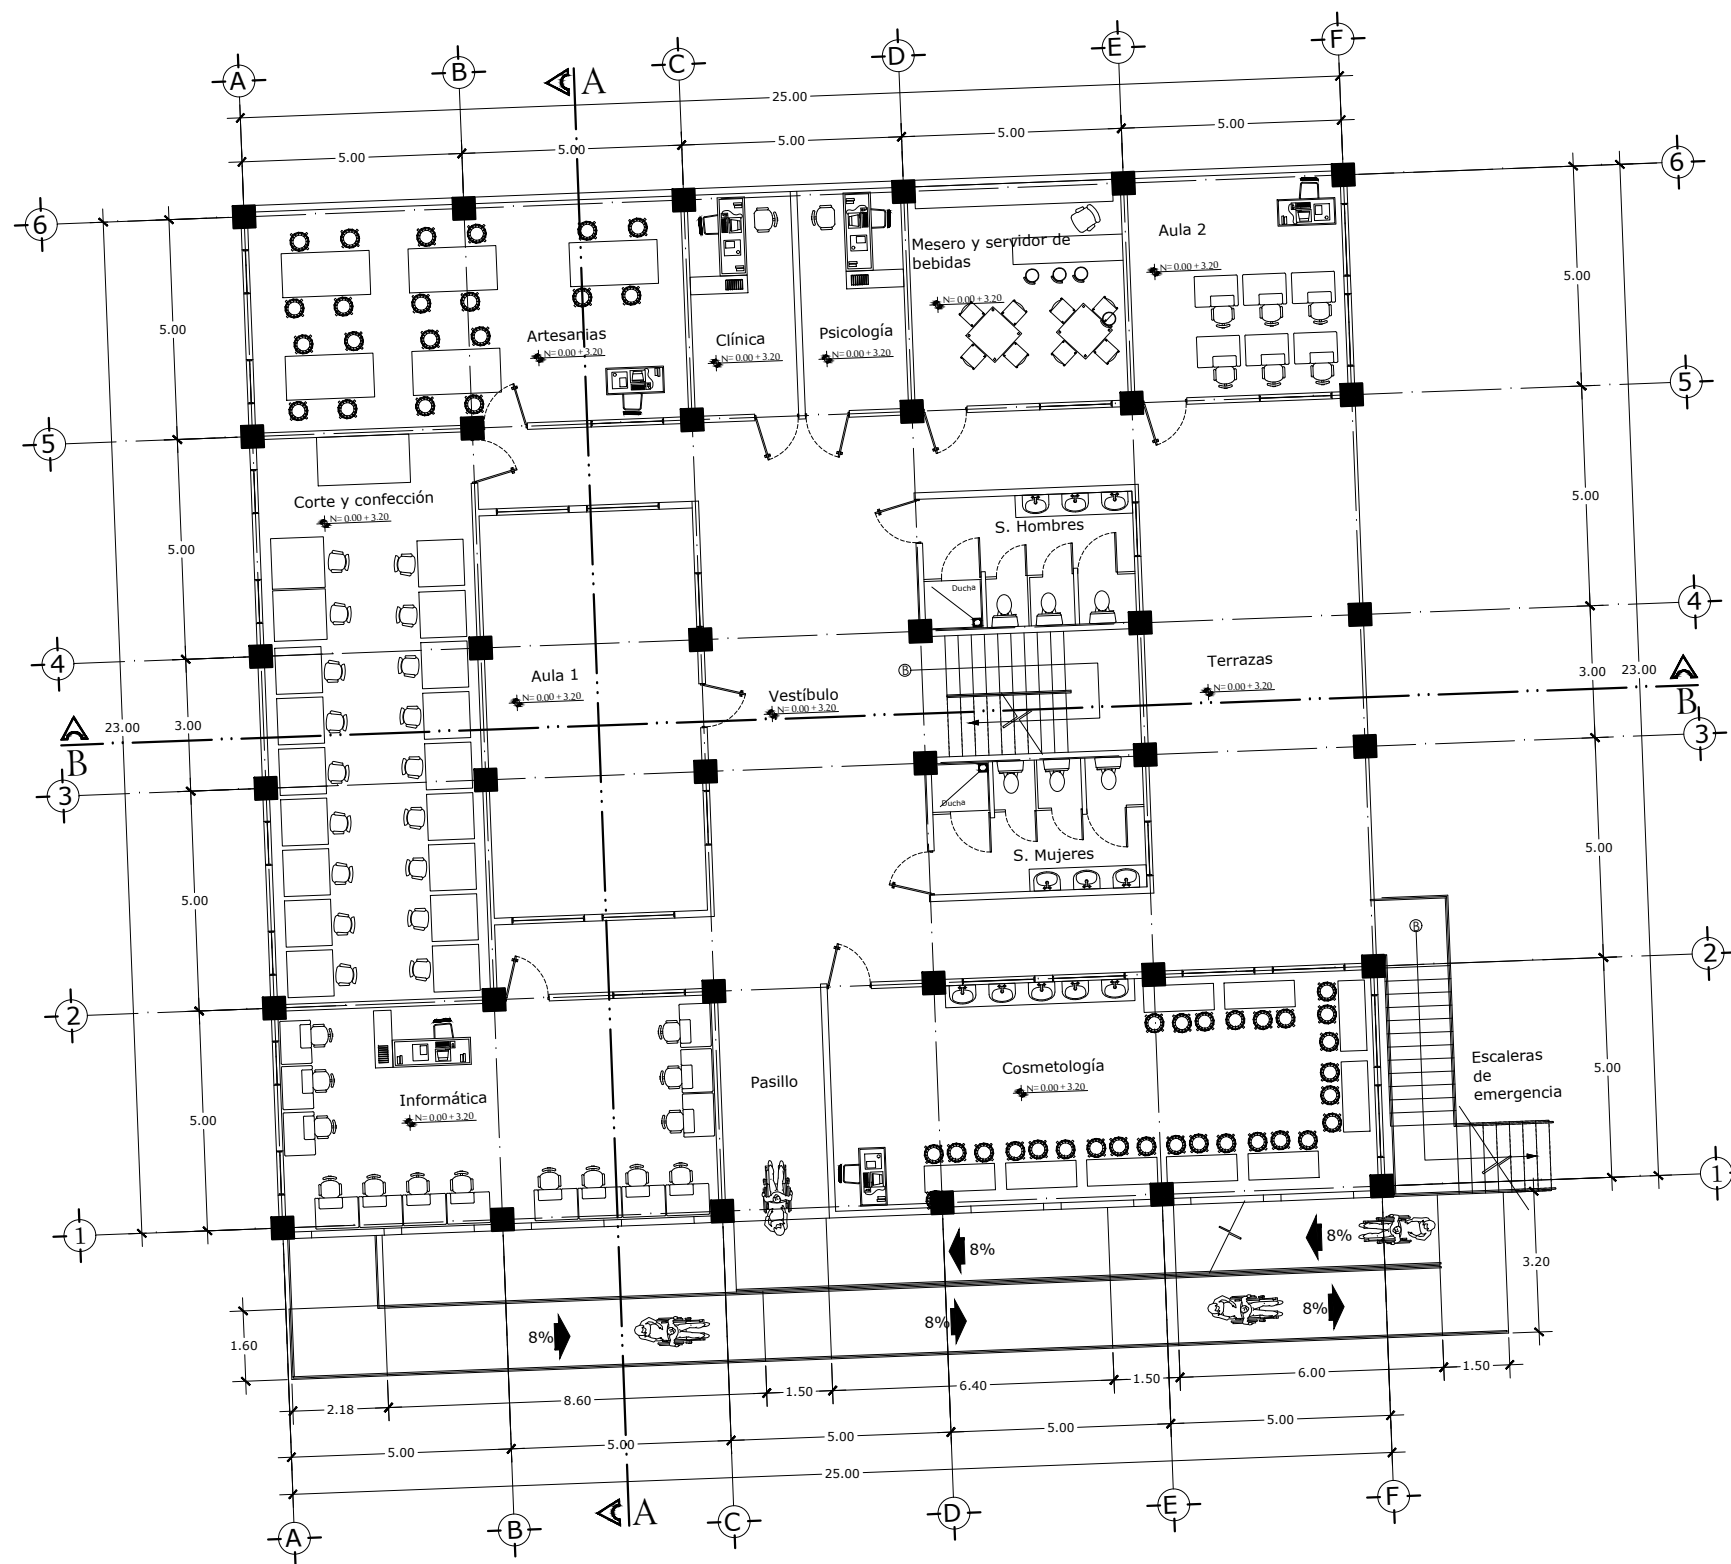 A
B
C
D
E
F
A
25.00
5.00
5.00
5.00
5.00
5.00
6
6
Mesero y servidor de
bebidas
N= 0.00 + 3.20
Aula 2
N= 0.00 + 3.20
5.00
5.00
Artesanias
N= 0.00 + 3.20
Clínica
N= 0.00 + 3.20
Psicología
N= 0.00 + 3.20
5
5
Corte y confección
N= 0.00 + 3.20
5.00
5.00
S. Hombres
Ducha
4
4
Aula 1
N= 0.00 + 3.20
Vestíbulo
N= 0.00 + 3.20
B
Terrazas
N= 0.00 + 3.20
3.00
23.00
B
23.00
3.00
B
3
3
Ducha
S. Mujeres
5.00
5.00
B
2
2
Informática
N= 0.00 + 3.20
Pasillo
Cosmetología
N= 0.00 + 3.20
Escaleras
de
emergencia
5.00
5.00
1
1
8%
8%
3.20
8%
8%
8%
1.60
2.18
8.60
1.50
6.40
1.50
6.00
1.50
5.00
5.00
5.00
5.00
5.00
25.00
A
B
A
C
D
E
F